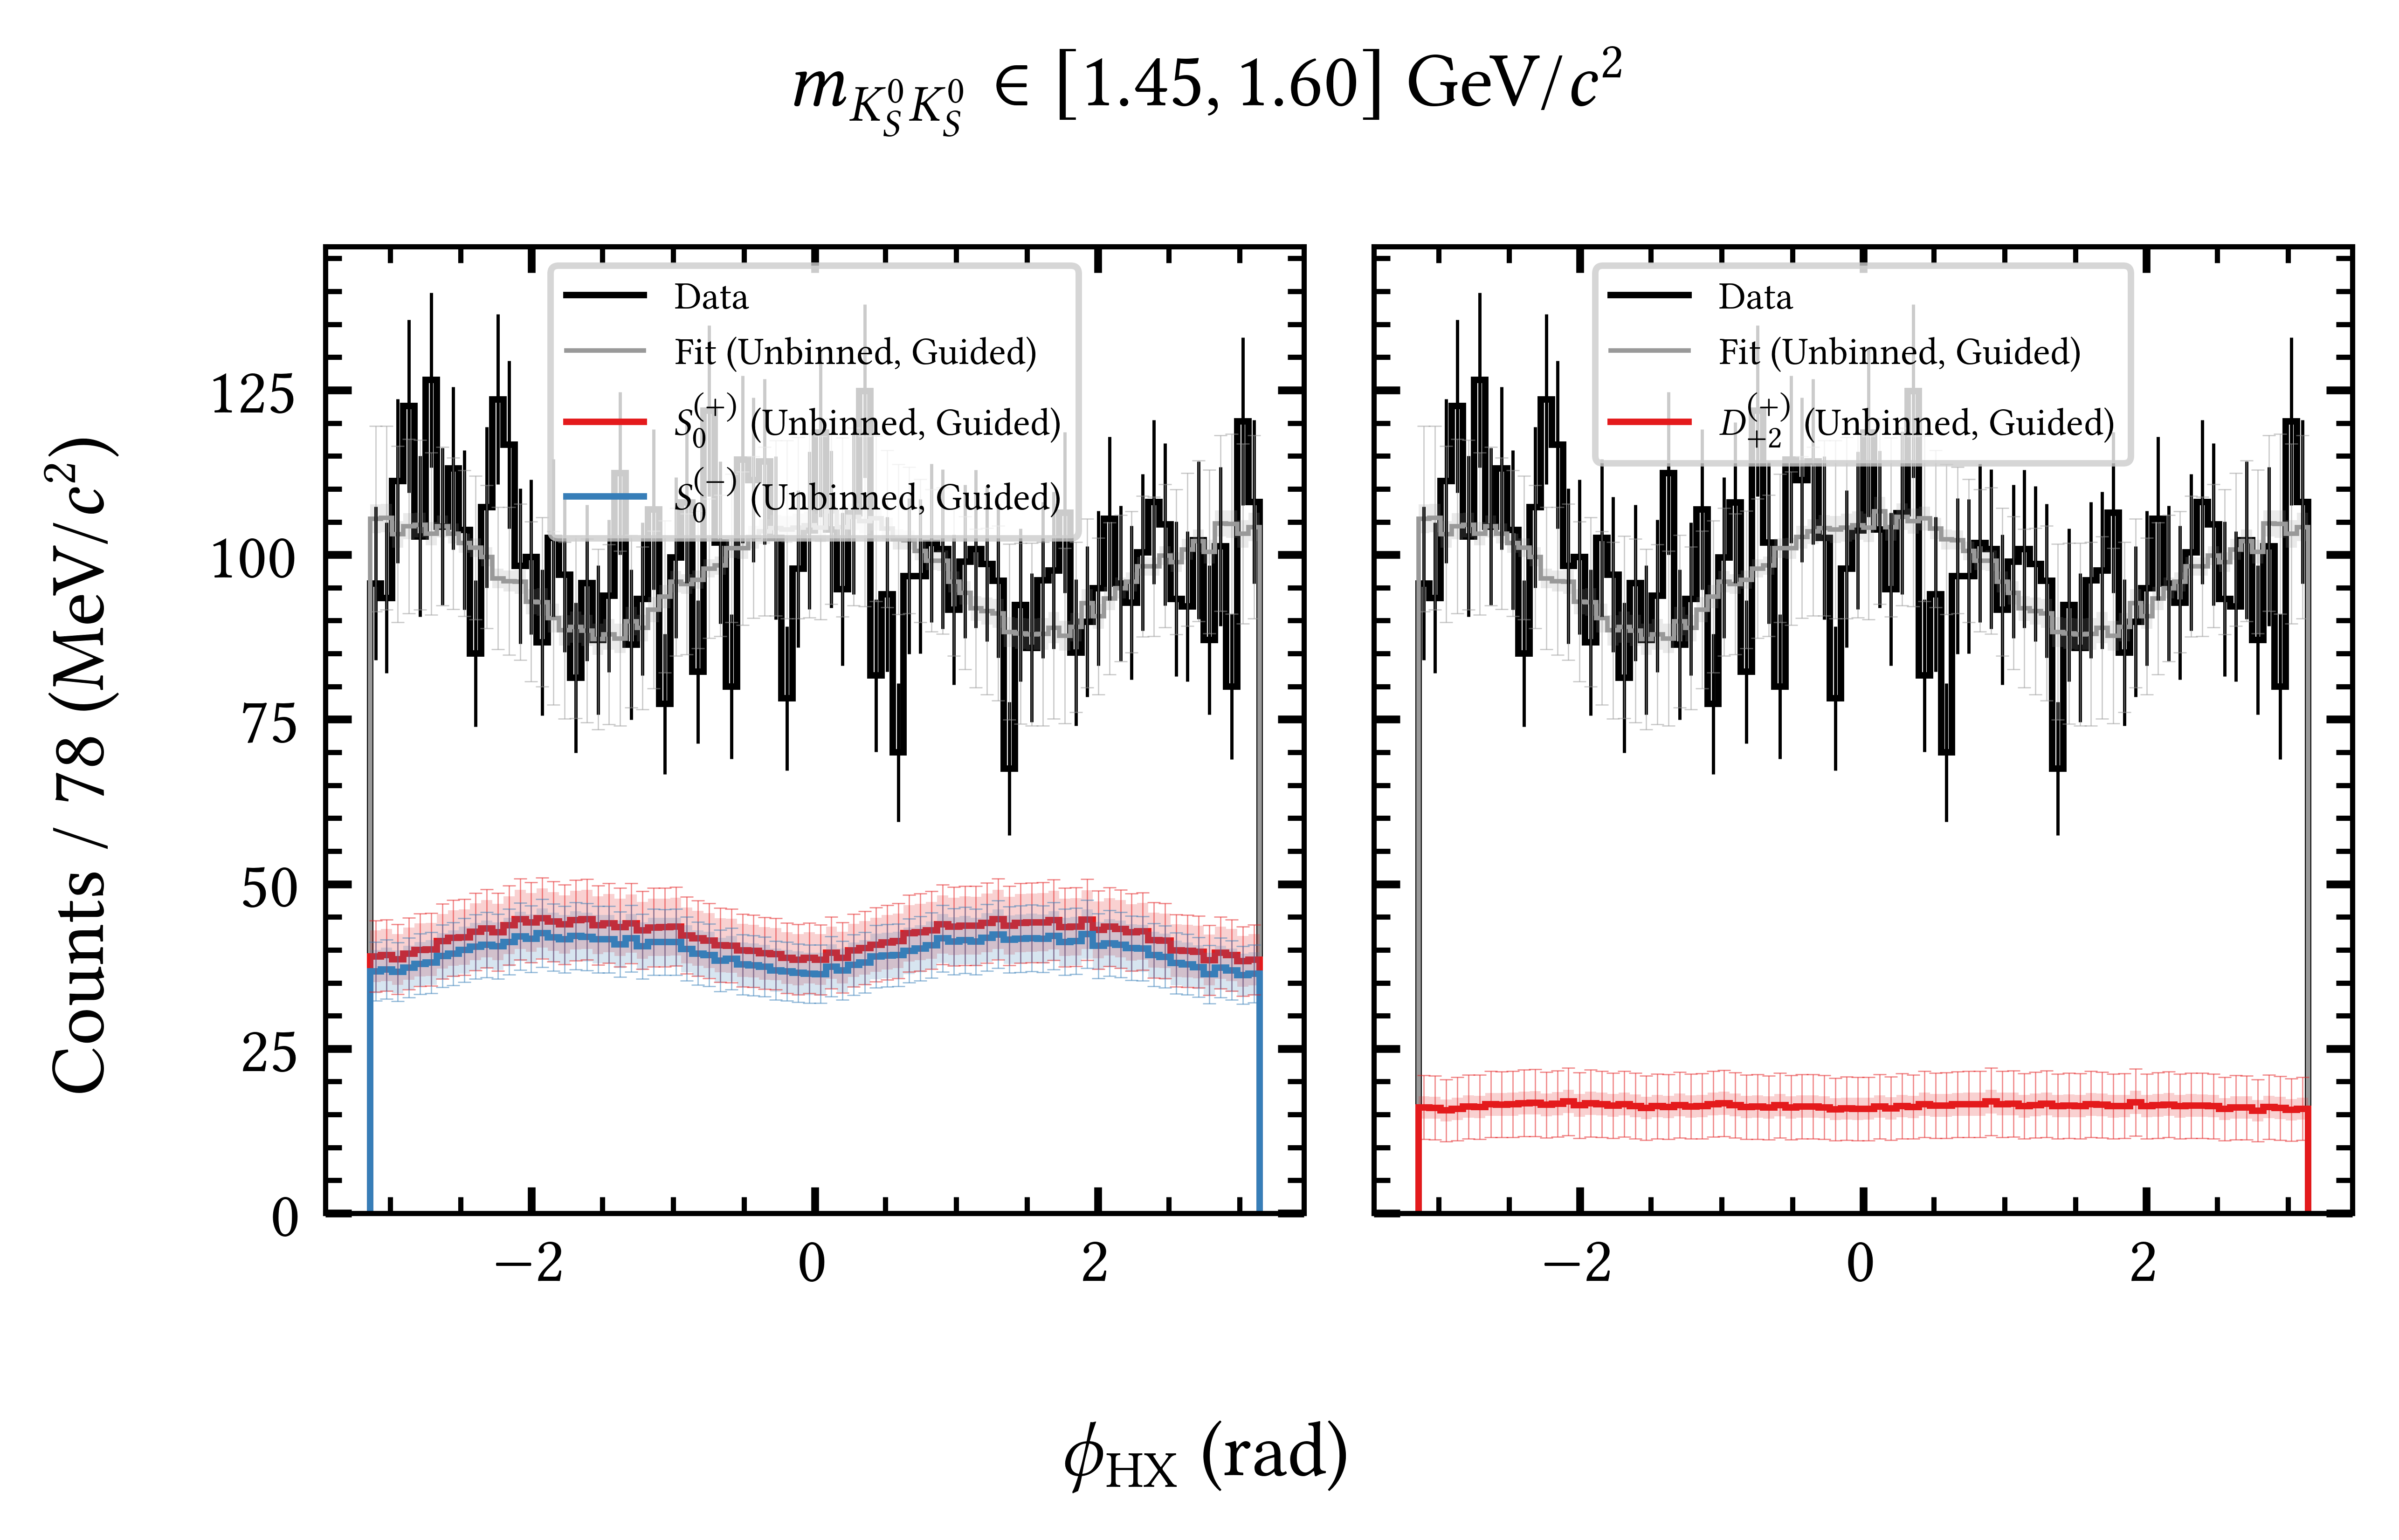 m_{K_S^0 K_S^0} ∈ [1.45, 1.60] GeV/c²
Counts / 78 (MeV/c²)
125
100
75
50
25
0
Data
Fit (Unbinned, Guided)
S_0^{(+)} (Unbinned, Guided)
S_0^{(−)} (Unbinned, Guided)
−2 0 2
Data
Fit (Unbinned, Guided)
D_{+2}^{(+)} (Unbinned, Guided)
−2 0 2
ϕ_{HX} (rad)